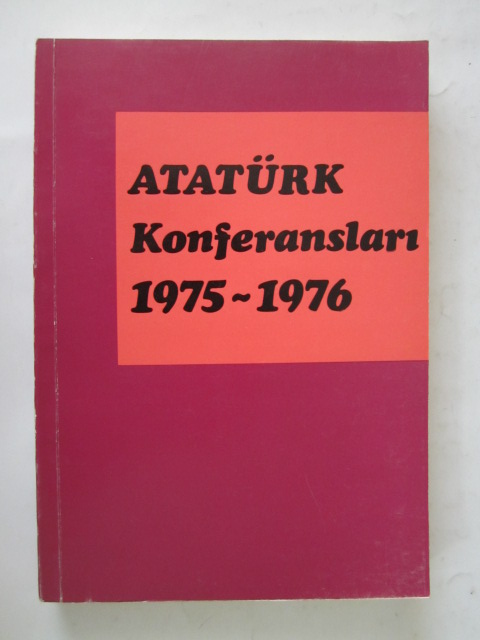 ATATÜRK
Konferansları
1975~1976